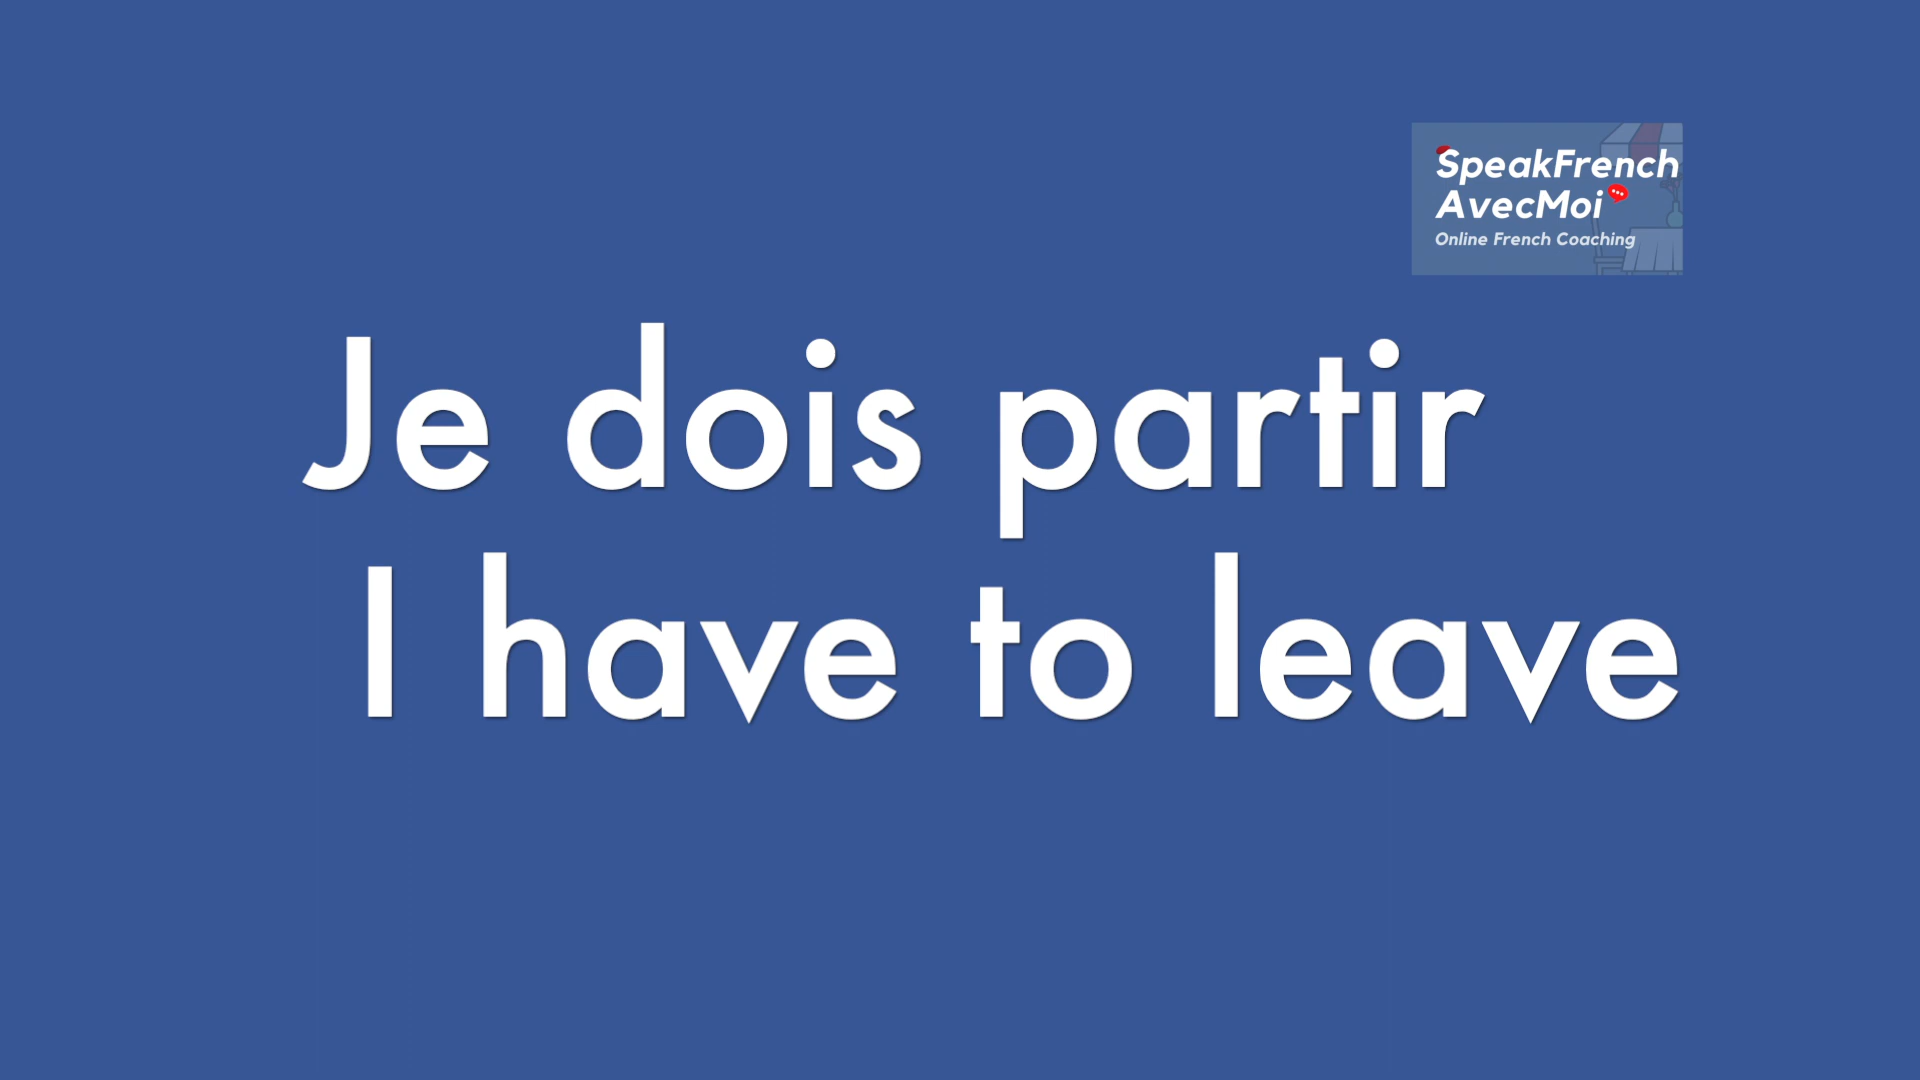 SpeakFrench
AvecMoi
Online French Coaching
Je dois partir
I have to leave